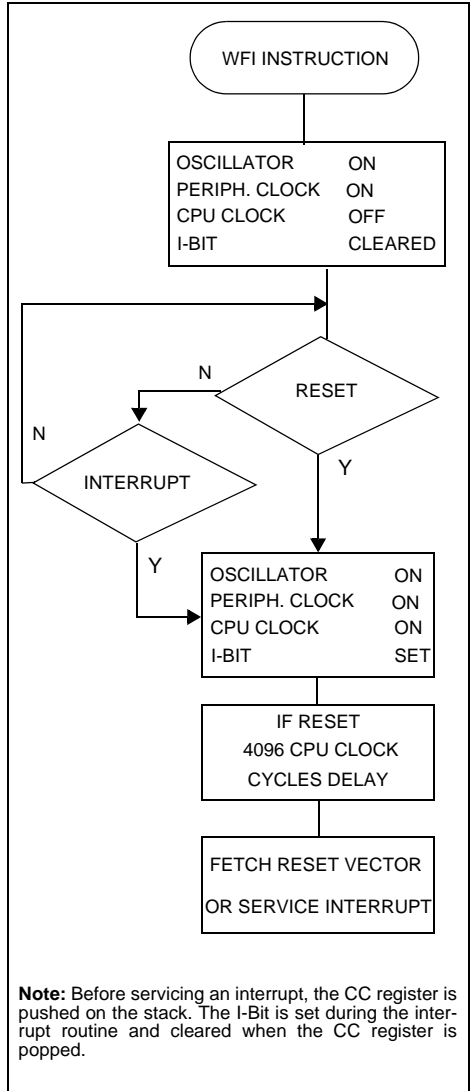 WFI INSTRUCTION
OSCILLATOR ON
PERIPH. CLOCK ON
CPU CLOCK OFF
I-BIT CLEARED
N
RESET
N
Y
INTERRUPT
Y
OSCILLATOR ON
PERIPH. CLOCK ON
CPU CLOCK ON
I-BIT SET
IF RESET
4096 CPU CLOCK
CYCLES DELAY
FETCH RESET VECTOR
OR SERVICE INTERRUPT
Note: Before servicing an interrupt, the CC register is
pushed on the stack. The I-Bit is set during the inter-
rupt routine and cleared when the CC register is
popped.